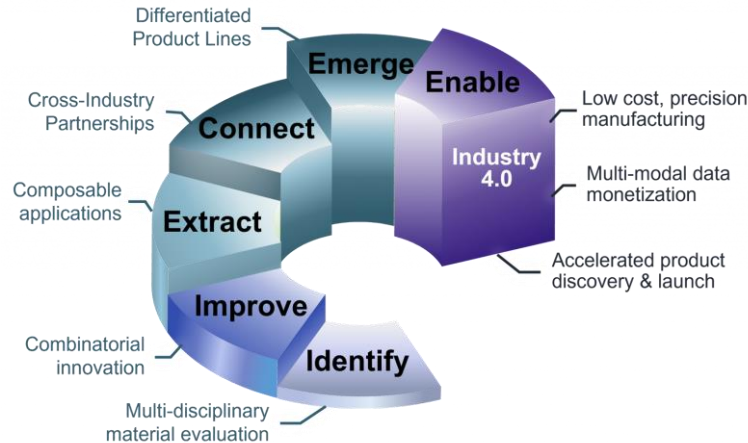 Differentiated
Product Lines
Emerge
Enable
Cross-Industry
Partnerships
Connect
Low cost, precision
manufacturing
Industry
4.0
Multi-modal data
monetization
Composable
applications
Extract
Accelerated product
discovery & launch
Improve
Combinatorial
innovation
Identify
Multi-disciplinary
material evaluation